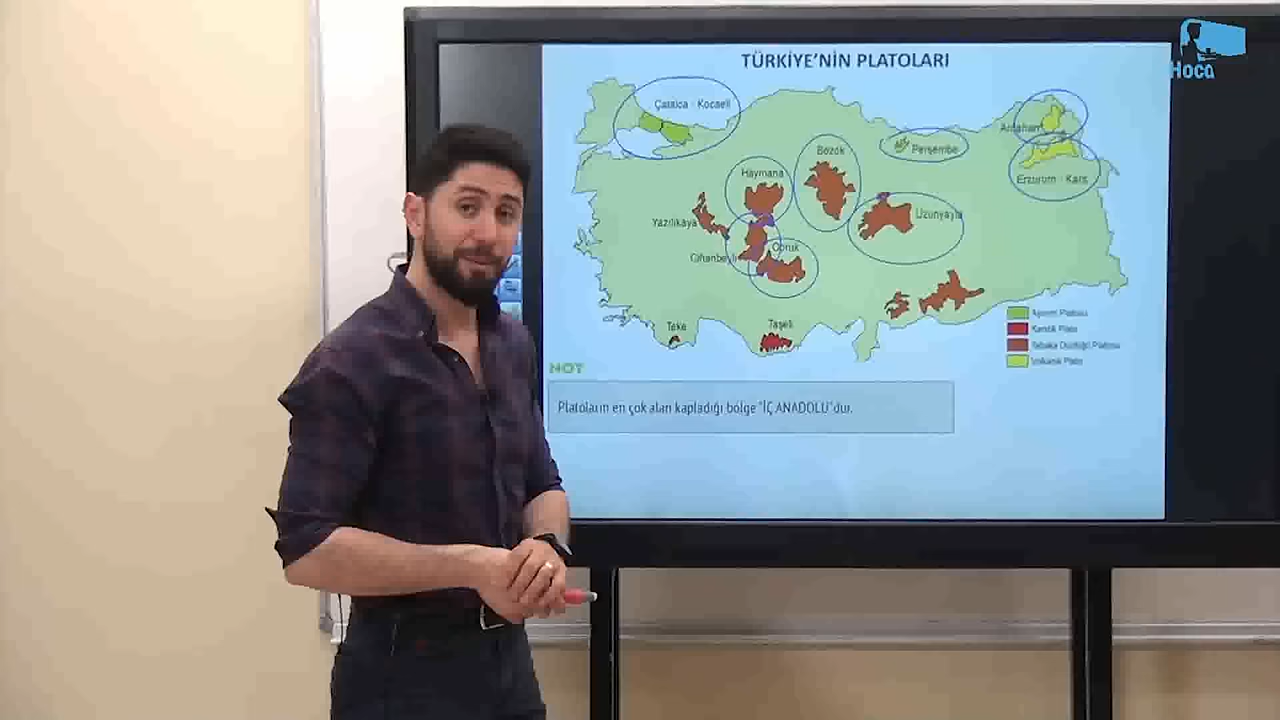 Hoca
TÜRKİYE'NİN PLATOLARI
Çatalca - Kocaeli
Ardahan
Bozok
Perşembe
Haymana
Erzurum - Kars
Yazılıkaya
Uzunyayla
Cihanbeyli
Obruk
Teke
Taşeli
Aşınım Platosu
Karstik Plato
Tabaka Düzlüğü Platosu
Volkanik Plato
NOT
Platoların en çok alan kapladığı bölge "İÇ ANADOLU"dur.